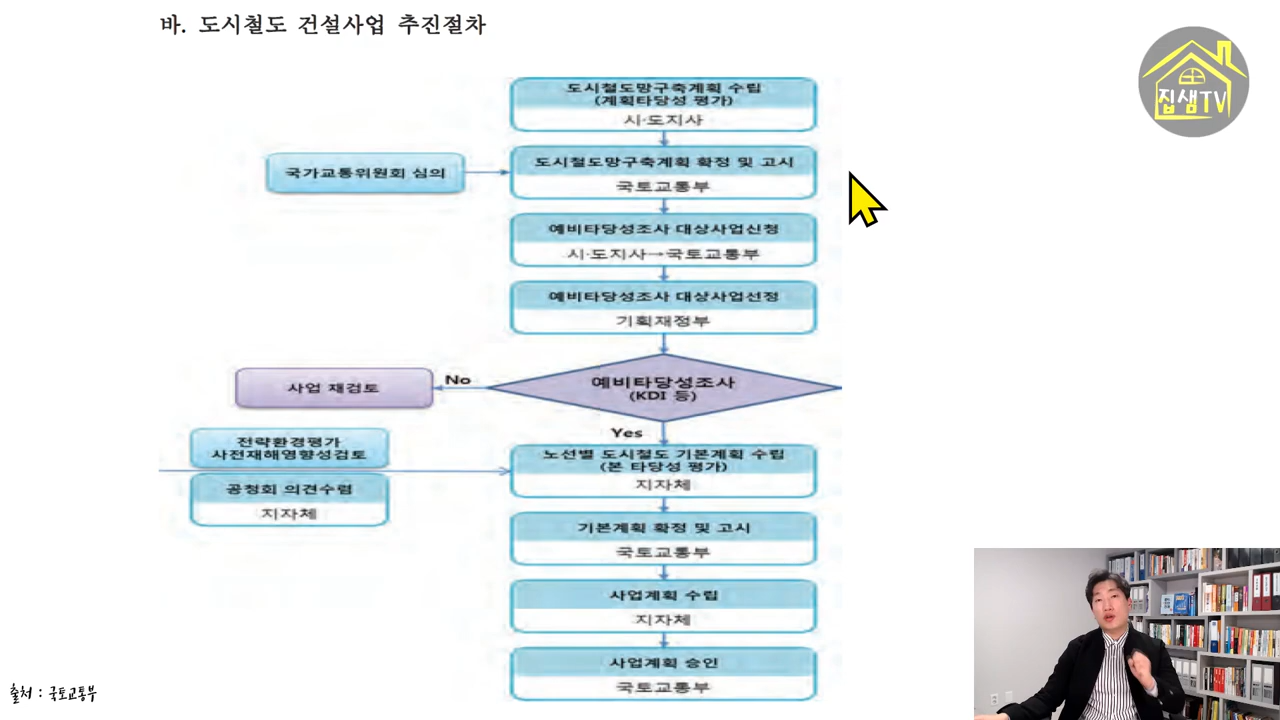 바. 도시철도 건설사업 추진절차
집샘TV
도시철도망구축계획 수립
(계획타당성 평가)
시·도지사
국가교통위원회 심의
도시철도망구축계획 확정 및 고시
국토교통부
예비타당성조사 대상사업신청
시·도지사→국토교통부
예비타당성조사 대상사업선정
기획재정부
사업 재검토
No
예비타당성조사
(KDI 등)
Yes
전략환경평가
사전재해영향성검토
공청회 의견수렴
지자체
노선별 도시철도 기본계획 수립
(본 타당성 평가)
지자체
기본계획 확정 및 고시
국토교통부
사업계획 수립
지자체
사업계획 승인
국토교통부
출처 : 국토교통부